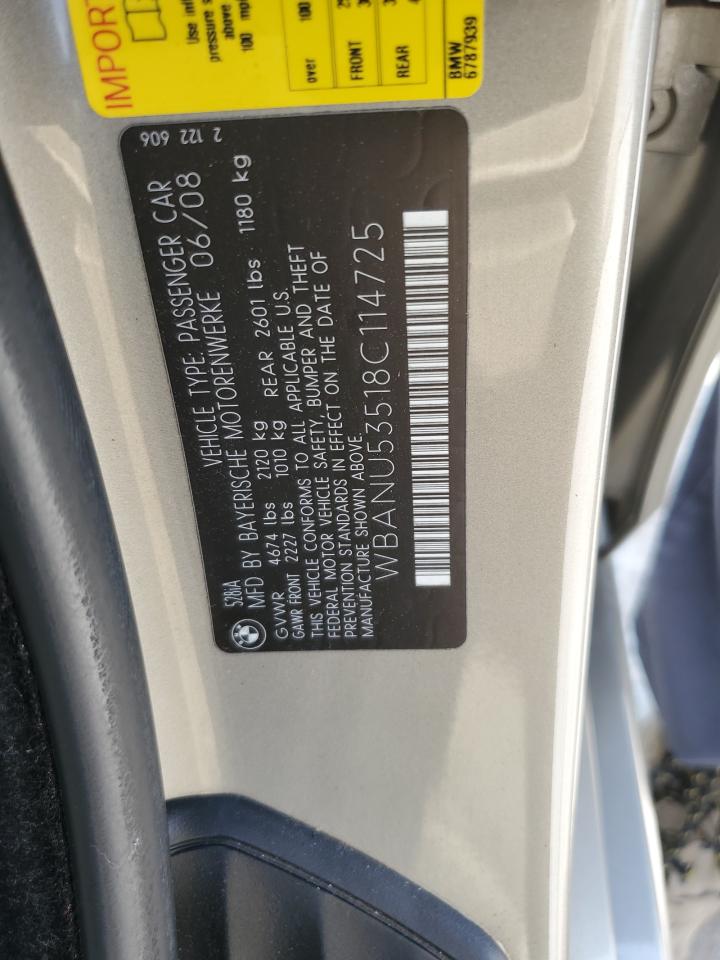 528iA
VEHICLE TYPE: PASSENGER CAR
MFD BY BAYERISCHE MOTORENWERKE 06/08
GVWR 4674 lbs 2120 kg
GAWR FRONT 2227 lbs 1010 kg REAR 2601 lbs 1180 kg
THIS VEHICLE CONFORMS TO ALL APPLICABLE U.S.
FEDERAL MOTOR VEHICLE SAFETY, BUMPER AND THEFT
PREVENTION STANDARDS IN EFFECT ON THE DATE OF
MANUFACTURE SHOWN ABOVE.
WBANU53518C114725
2 122 606
IMPORT
Use
pressure
above
100 mph
over 100
FRONT
REAR
BMW
6787939